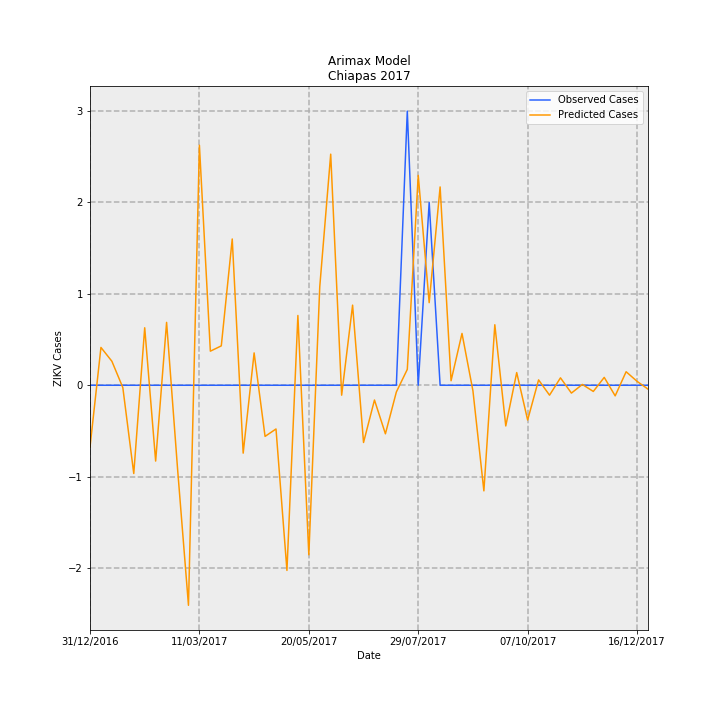 Arimax Model
Chiapas 2017
Observed Cases
Predicted Cases
3
2
1
0
−1
−2
ZIKV Cases
31/12/2016 11/03/2017 20/05/2017 29/07/2017 07/10/2017 16/12/2017
Date